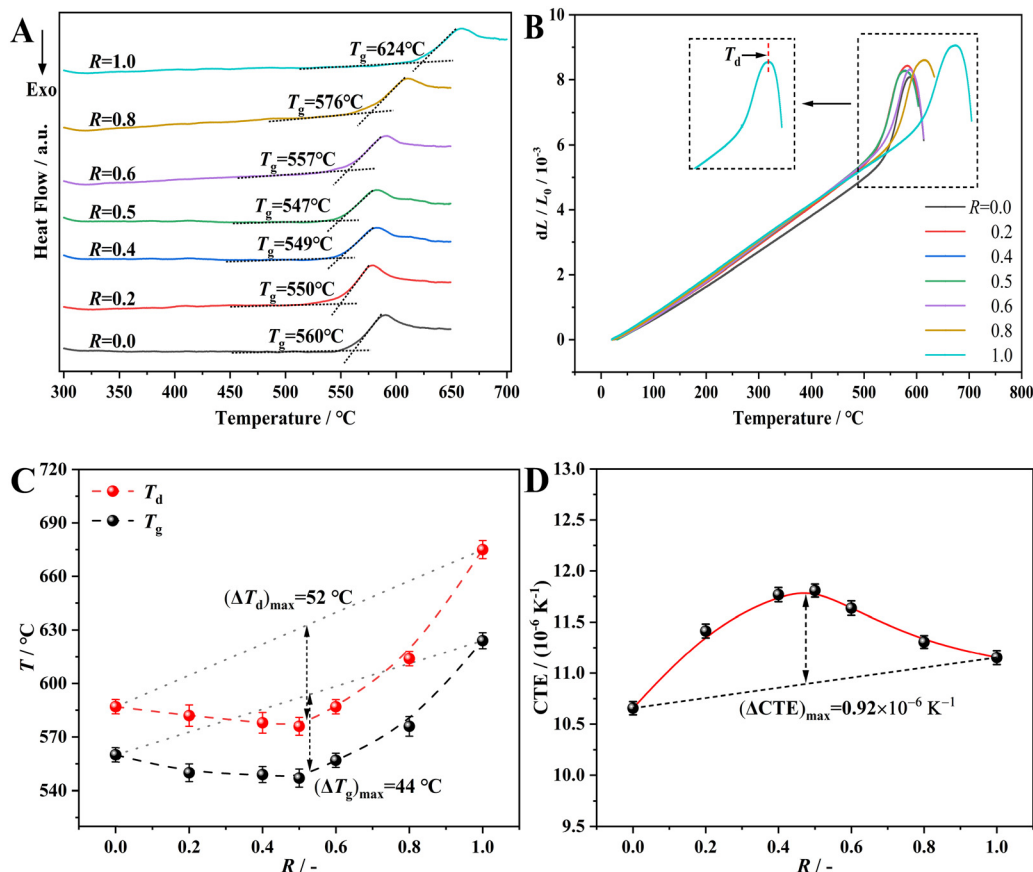 A
Exo
Heat Flow / a.u.
R=1.0
Tg=624℃
R=0.8
Tg=576℃
R=0.6
Tg=557℃
R=0.5
Tg=547℃
R=0.4
Tg=549℃
R=0.2
Tg=550℃
R=0.0
Tg=560℃
300 350 400 450 500 550 600 650 700
Temperature / ℃
B
dL / L0 / 10-3
10
8
6
4
2
0
Td
R=0.0
0.2
0.4
0.5
0.6
0.8
1.0
0 100 200 300 400 500 600 700 800
Temperature / ℃
C
T / ℃
720
690
660
630
600
570
540
Td
Tg
(ΔTd)max=52 ℃
(ΔTg)max=44 ℃
0.0 0.2 0.4 0.6 0.8 1.0
R / -
D
CTE / (10-6 K-1)
13.0
12.5
12.0
11.5
11.0
10.5
10.0
9.5
(ΔCTE)max=0.92×10−6 K−1
0.0 0.2 0.4 0.6 0.8 1.0
R / -